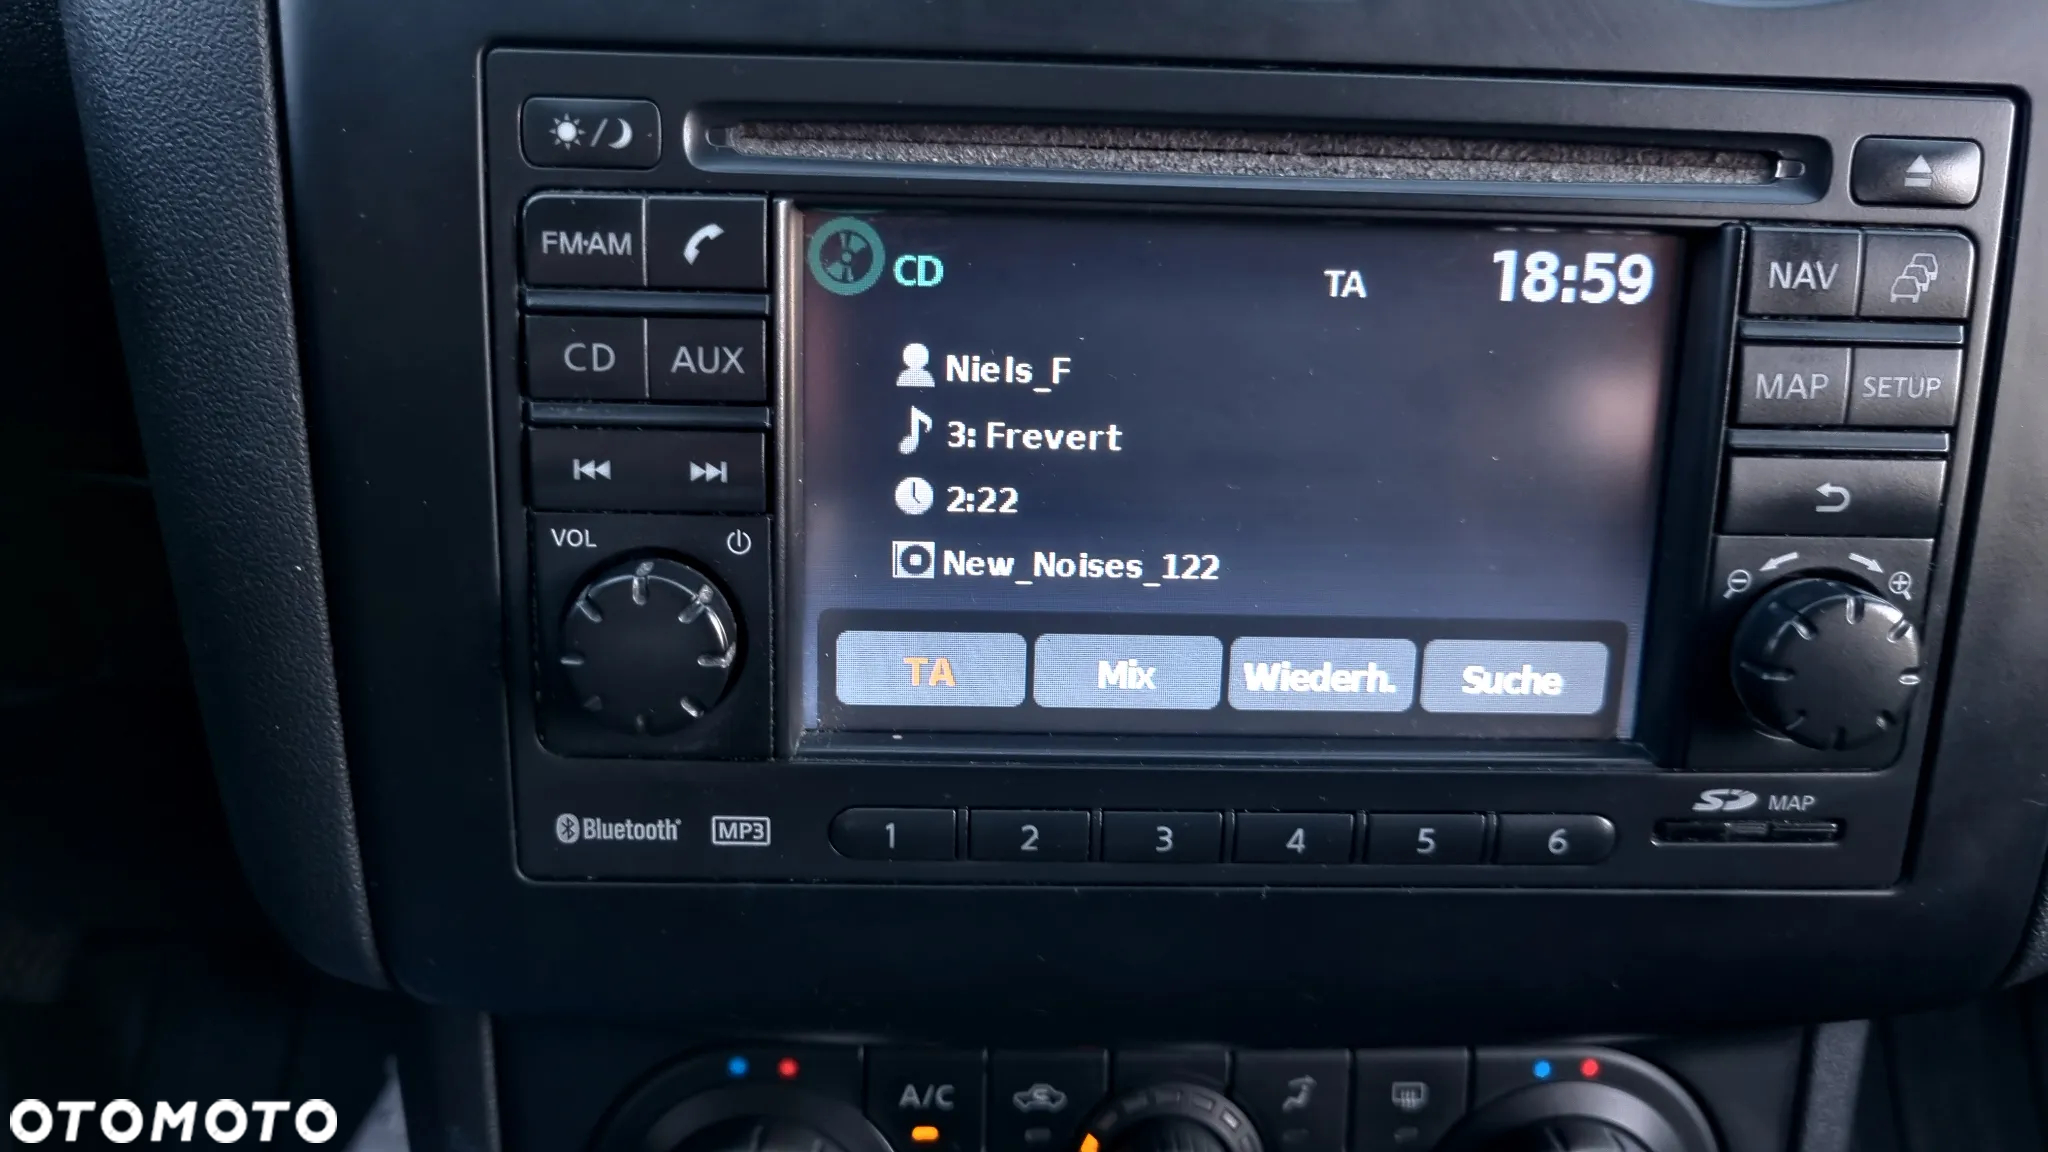 FM·AM
CD TA 18:59
NAV
CD AUX
Niels_F
MAP SETUP
3: Frevert
2:22
VOL
New_Noises_122
TA Mix Wiederh. Suche
Bluetooth MP3 1 2 3 4 5 6
SD MAP
A/C
OTOMOTO